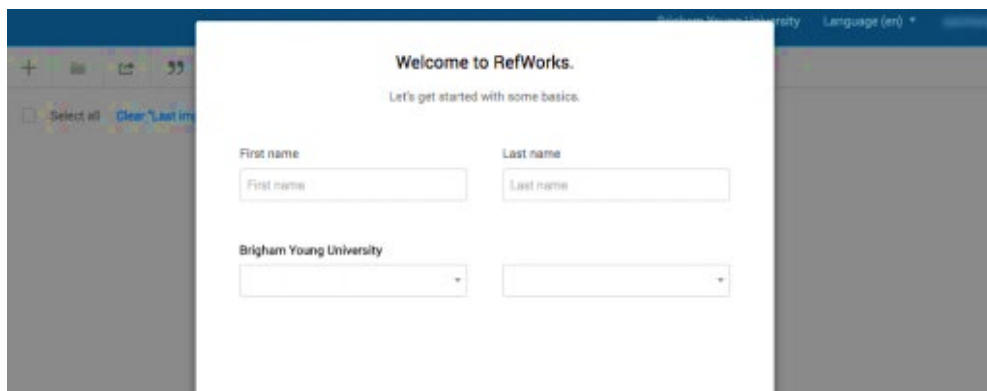 Brigham Young University Language (en)
Welcome to RefWorks.
Let's get started with some basics.
Select all Clear "Last im
First name Last name
First name Last name
Brigham Young University